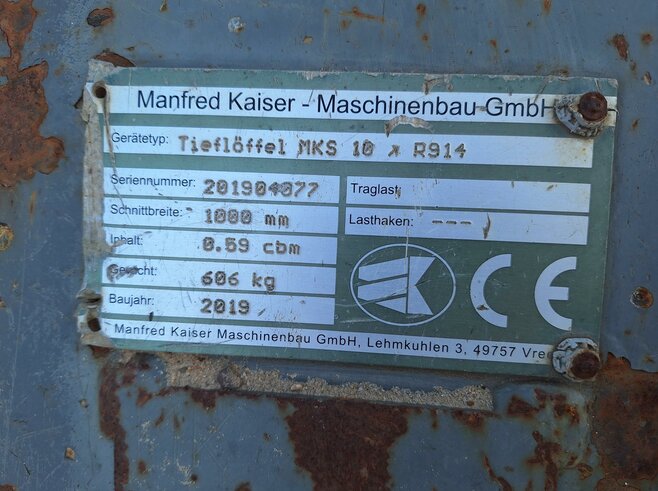 Manfred Kaiser - Maschinenbau GmbH
Gerätetyp: Tieflöffel MKS 10 R914
Seriennummer: 201904077
Traglast:
Schnittbreite: 1000 mm
Lasthaken: ---
Inhalt: 0.59 cbm
Gewicht: 606 kg
Baujahr: 2019
CE
Manfred Kaiser Maschinenbau GmbH, Lehmkuhlen 3, 49757